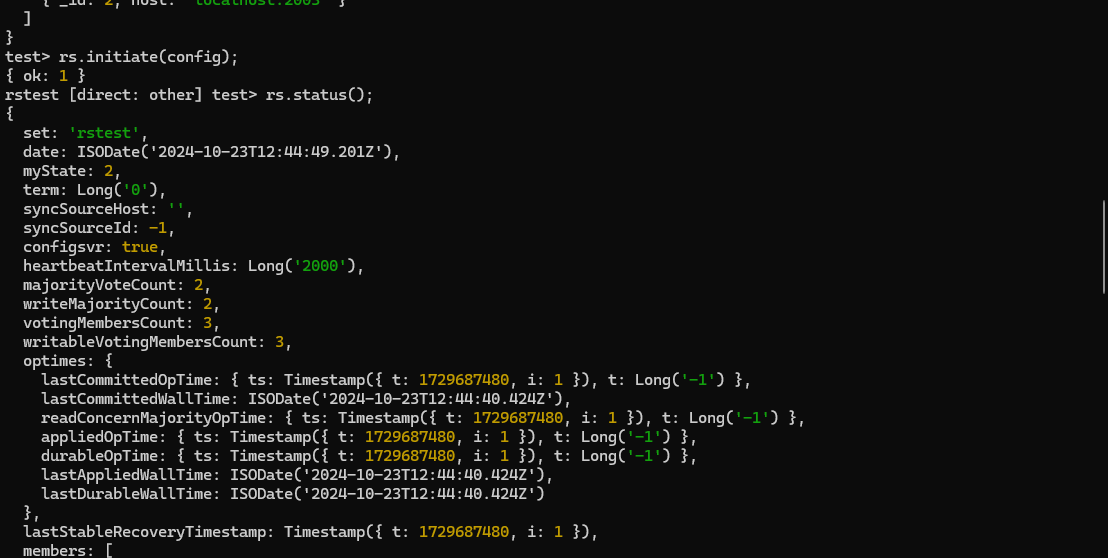 { _id: 2, host: 'localhost:2003' }
]
}
test> rs.initiate(config);
{ ok: 1 }
rstest [direct: other] test> rs.status();
{
set: 'rstest',
date: ISODate('2024-10-23T12:44:49.201Z'),
myState: 2,
term: Long('0'),
syncSourceHost: '',
syncSourceId: -1,
configsvr: true,
heartbeatIntervalMillis: Long('2000'),
majorityVoteCount: 2,
writeMajorityCount: 2,
votingMembersCount: 3,
writableVotingMembersCount: 3,
optimes: {
lastCommittedOpTime: { ts: Timestamp({ t: 1729687480, i: 1 }), t: Long('-1') },
lastCommittedWallTime: ISODate('2024-10-23T12:44:40.424Z'),
readConcernMajorityOpTime: { ts: Timestamp({ t: 1729687480, i: 1 }), t: Long('-1') },
appliedOpTime: { ts: Timestamp({ t: 1729687480, i: 1 }), t: Long('-1') },
durableOpTime: { ts: Timestamp({ t: 1729687480, i: 1 }), t: Long('-1') },
lastAppliedWallTime: ISODate('2024-10-23T12:44:40.424Z'),
lastDurableWallTime: ISODate('2024-10-23T12:44:40.424Z')
},
lastStableRecoveryTimestamp: Timestamp({ t: 1729687480, i: 1 }),
members: [